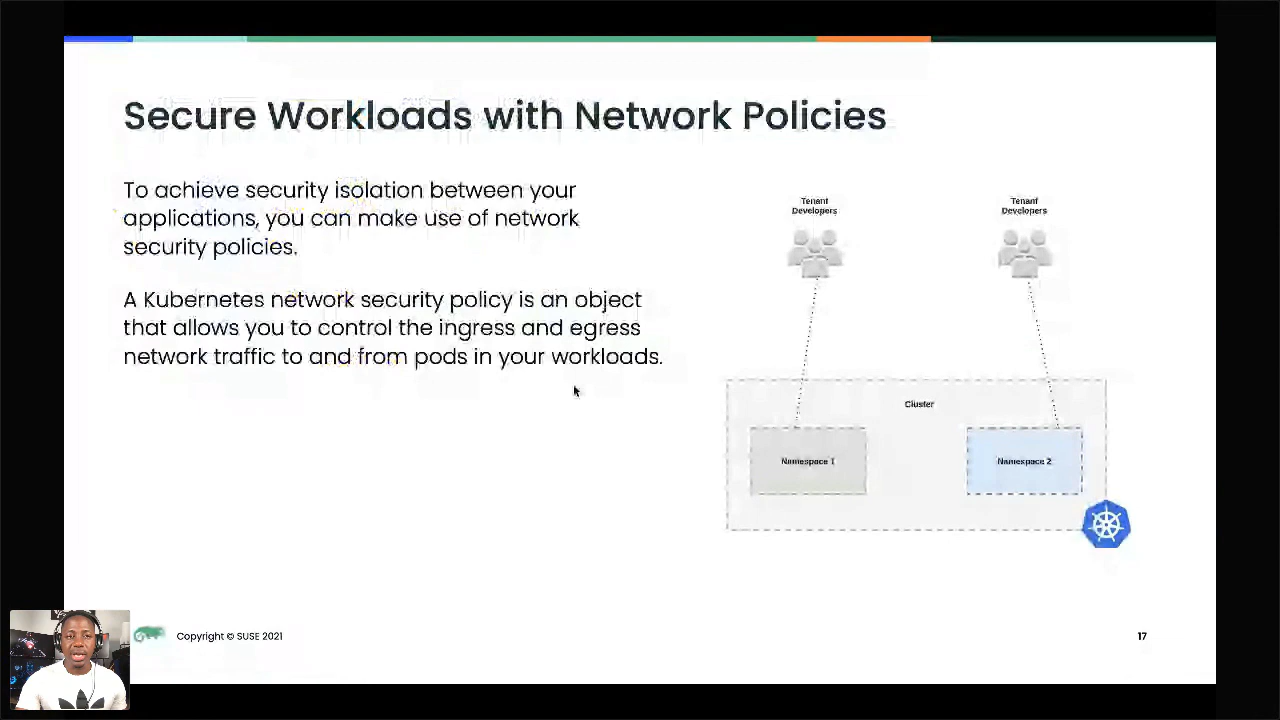 Secure Workloads with Network Policies
To achieve security isolation between your
applications, you can make use of network
security policies.
A Kubernetes network security policy is an object
that allows you to control the ingress and egress
network traffic to and from pods in your workloads.
Tenant
Developers
Tenant
Developers
Cluster
Namespace 1
Namespace 2
Copyright © SUSE 2021
17